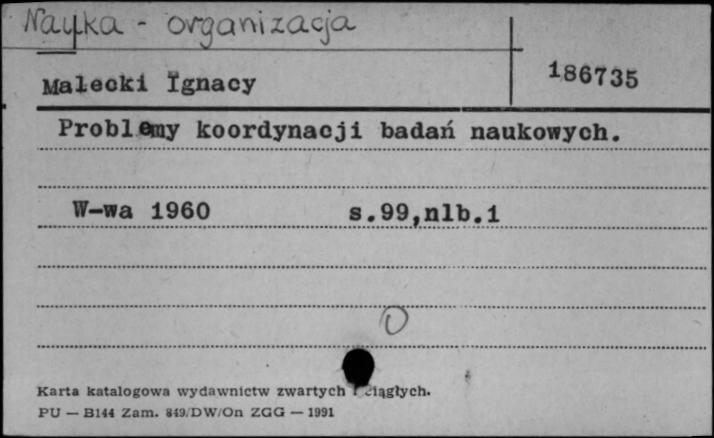 Nauka - organizacja
Malecki Ignacy 186735
Problemy koordynacji badań naukowych.
W-wa 1960 s.99,nlb.1
Karta katalogowa wydawnictw zwartych i ciągłych.
PU — B144 Zam. 849/DW/On ZGG — 1991